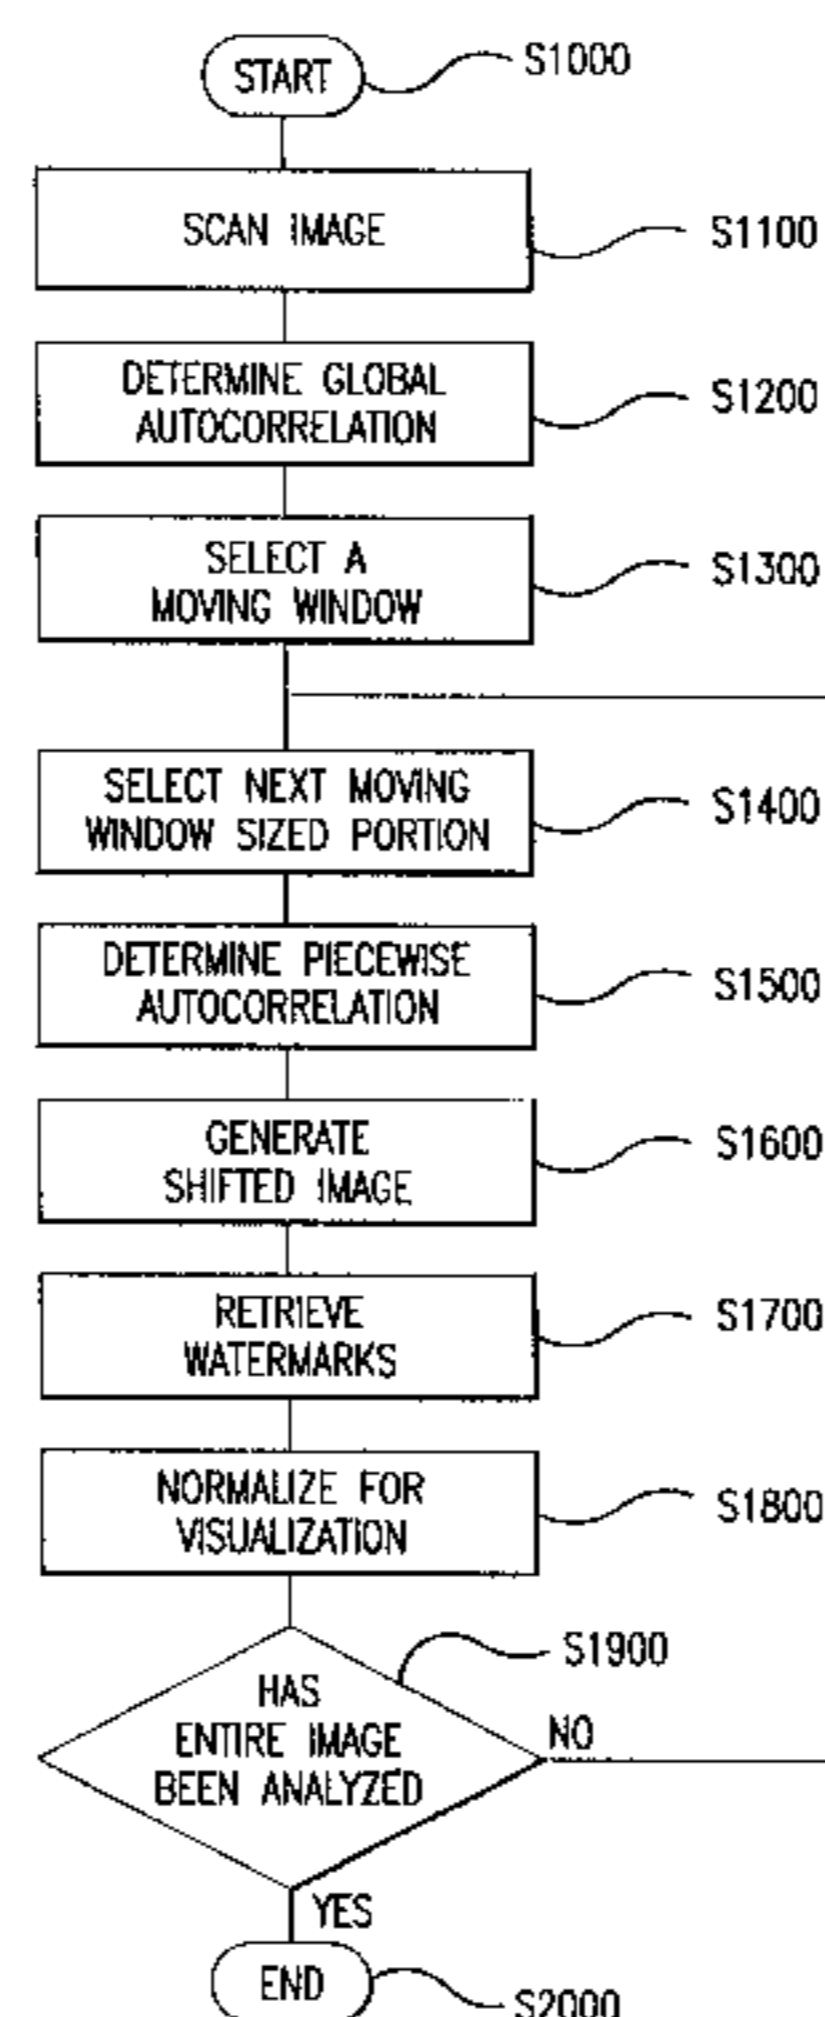 START
S1000
SCAN IMAGE
S1100
DETERMINE GLOBAL
AUTOCORRELATION
S1200
SELECT A
MOVING WINDOW
S1300
SELECT NEXT MOVING
WINDOW SIZED PORTION
S1400
DETERMINE PIECEWISE
AUTOCORRELATION
S1500
GENERATE
SHIFTED IMAGE
S1600
RETRIEVE
WATERMARKS
S1700
NORMALIZE FOR
VISUALIZATION
S1800
S1900
HAS
ENTIRE IMAGE
BEEN ANALYZED
NO
YES
END
S2000